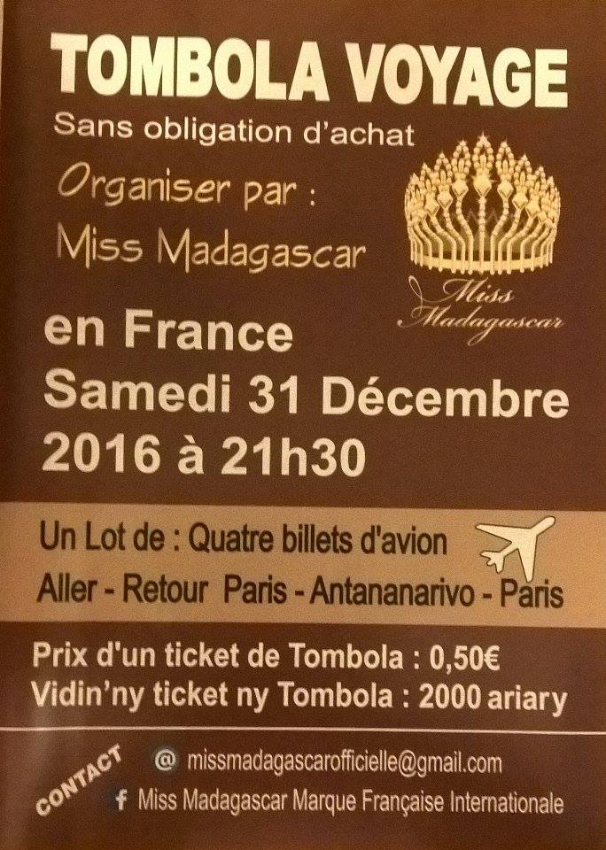 TOMBOLA VOYAGE
Sans obligation d'achat
Organiser par :
Miss Madagascar
Miss
Madagascar
en France
Samedi 31 Décembre
2016 à 21h30
Un Lot de : Quatre billets d'avion
Aller - Retour Paris - Antananarivo - Paris
Prix d'un ticket de Tombola : 0,50€
Vidin'ny ticket ny Tombola : 2000 ariary
CONTACT
@ missmadagascarofficielle@gmail.com
f Miss Madagascar Marque Française Internationale